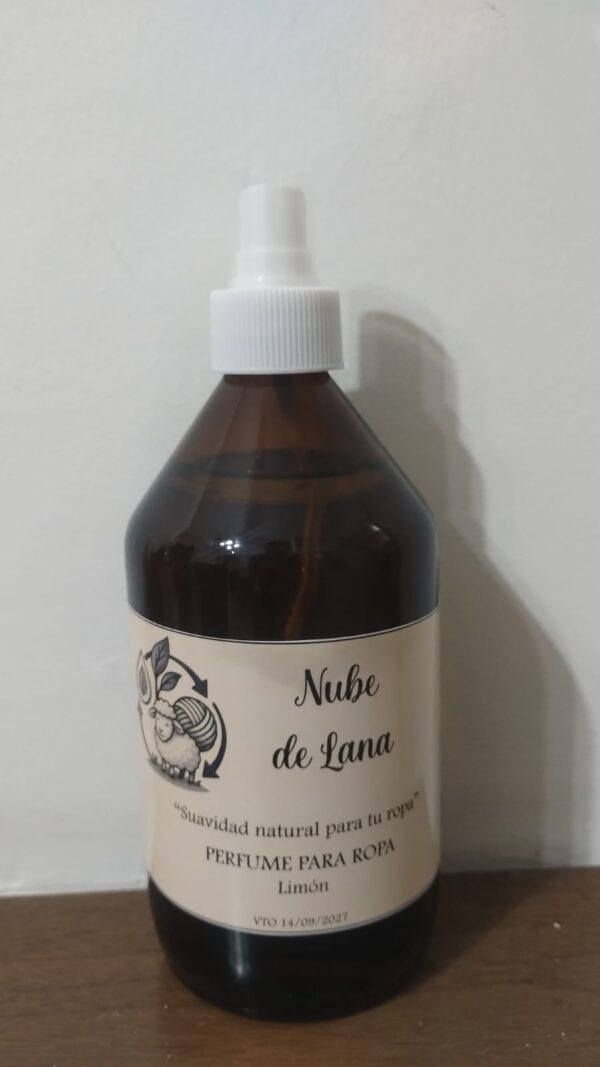 Nube
de Lana
“Suavidad natural para tu ropa”
PERFUME PARA ROPA
Limón
VTO 14/09/2027